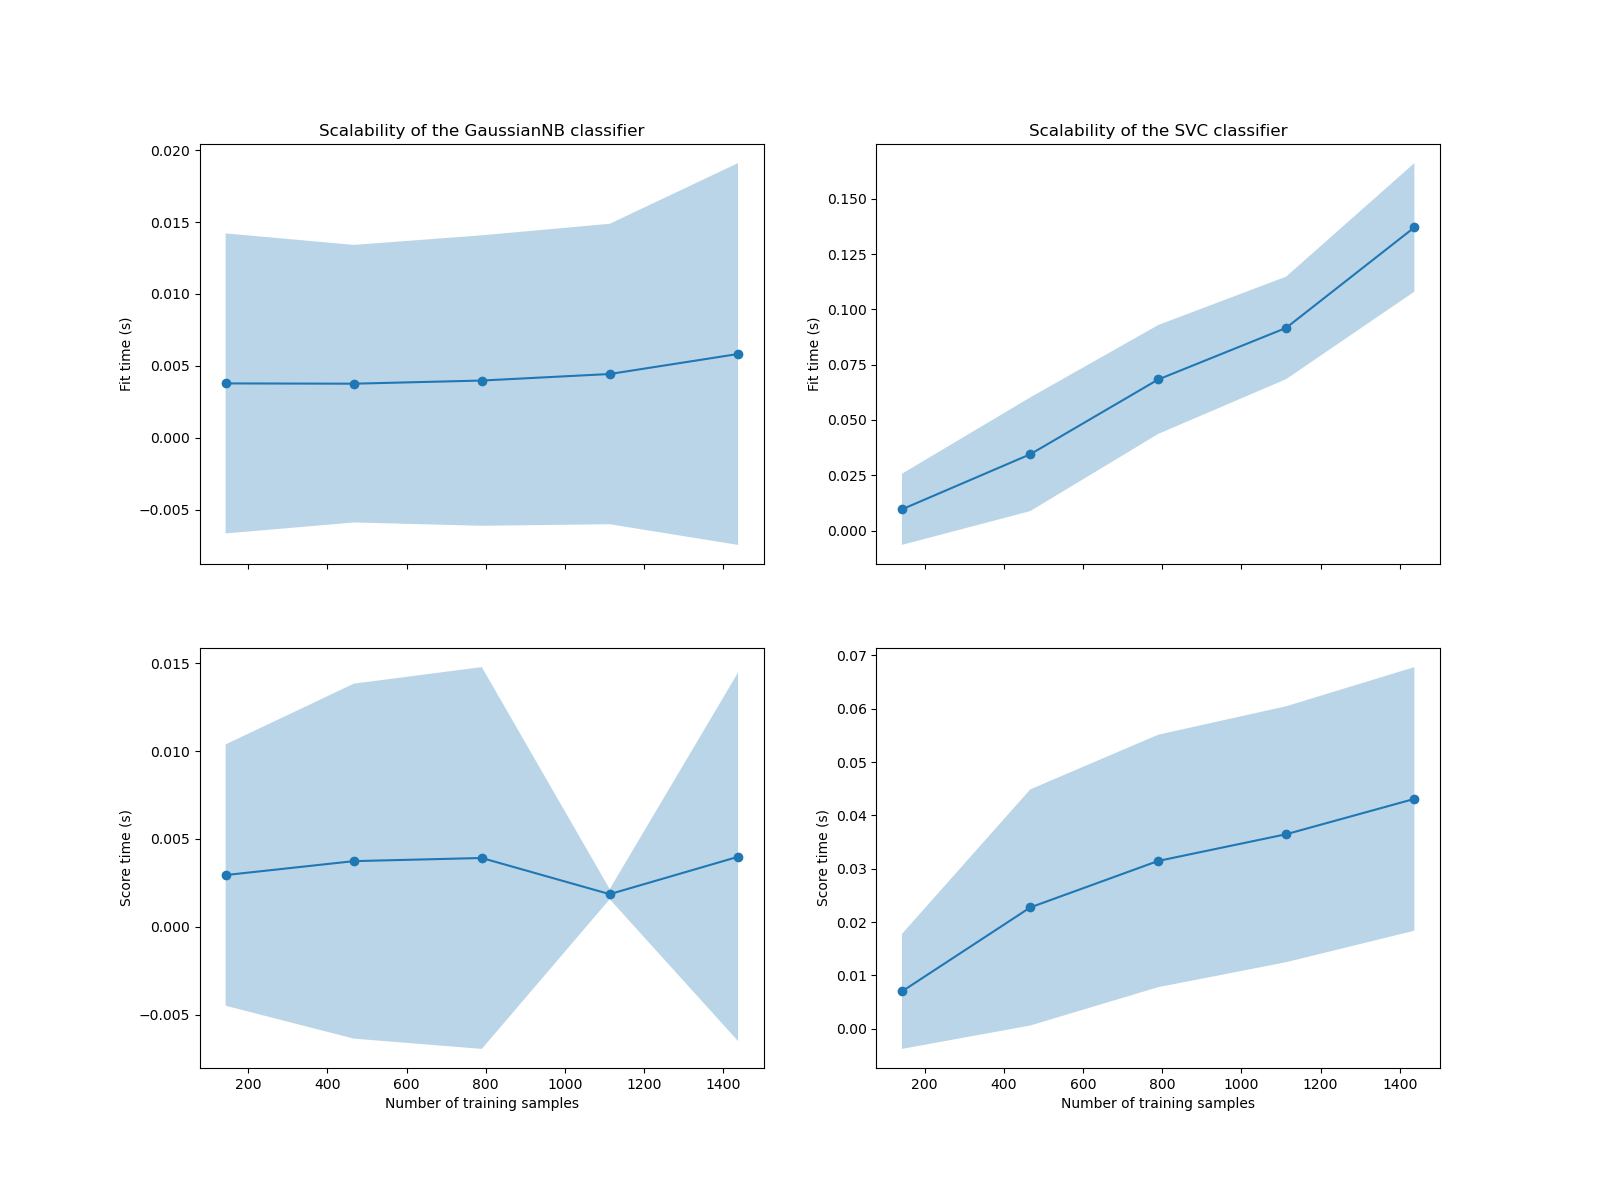 Scalability of the GaussianNB classifier
0.020
0.015
0.010
0.005
0.000
−0.005
Fit time (s)
Scalability of the SVC classifier
0.150
0.125
0.100
0.075
0.050
0.025
0.000
Fit time (s)
0.015
0.010
0.005
0.000
−0.005
Score time (s)
200 400 600 800 1000 1200 1400
Number of training samples
0.07
0.06
0.05
0.04
0.03
0.02
0.01
0.00
Score time (s)
200 400 600 800 1000 1200 1400
Number of training samples